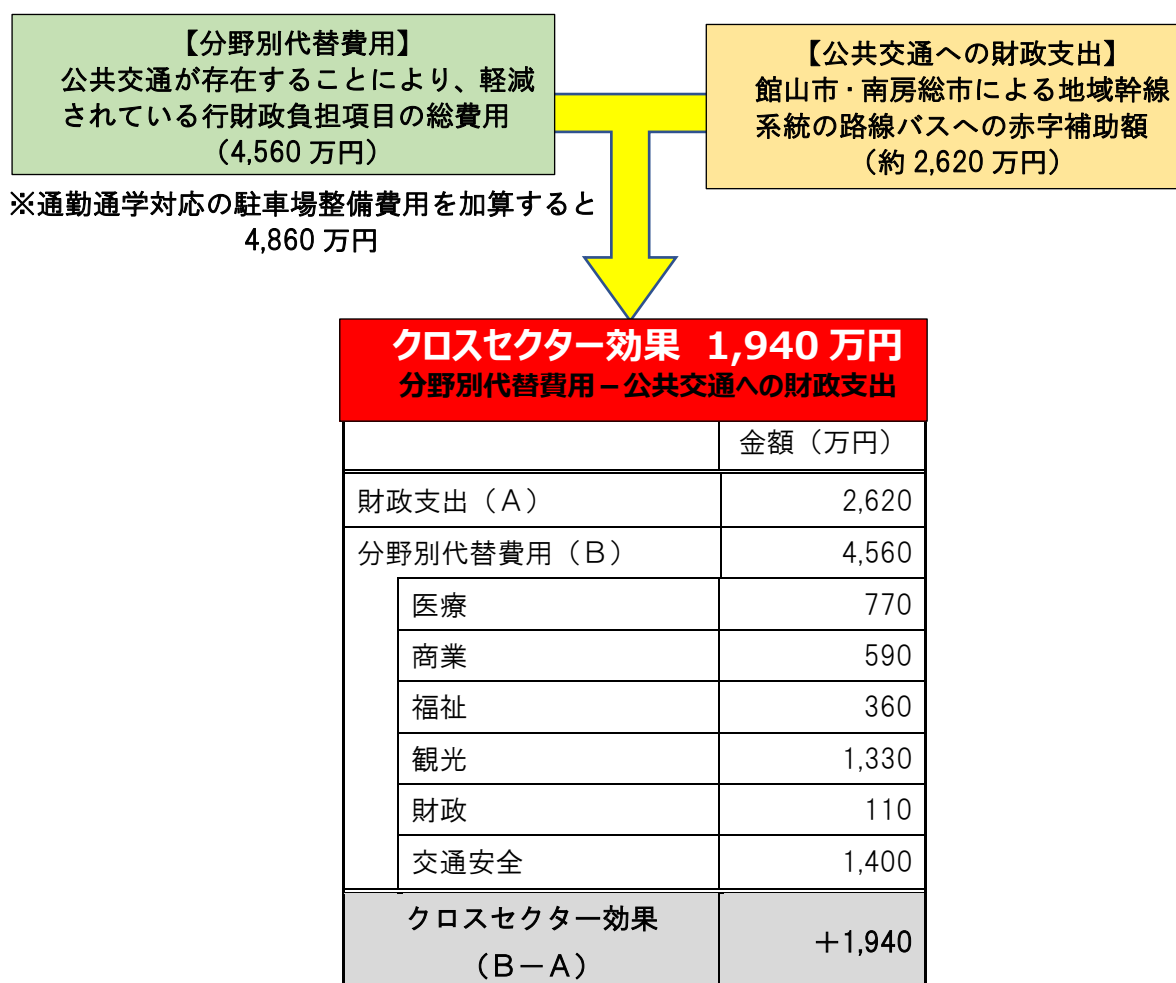 【分野別代替費用】
公共交通が存在することにより、軽減
されている行財政負担項目の総費用
（4,560 万円）
※通勤通学対応の駐車場整備費用を加算すると
4,860 万円
【公共交通への財政支出】
館山市・南房総市による地域幹線
系統の路線バスへの赤字補助額
（約 2,620 万円）
クロスセクター効果 1,940 万円
分野別代替費用－公共交通への財政支出
金額（万円）
財政支出（Ａ） 2,620
分野別代替費用（Ｂ） 4,560
医療 770
商業 590
福祉 360
観光 1,330
財政 110
交通安全 1,400
クロスセクター効果
（Ｂ－Ａ） ＋1,940